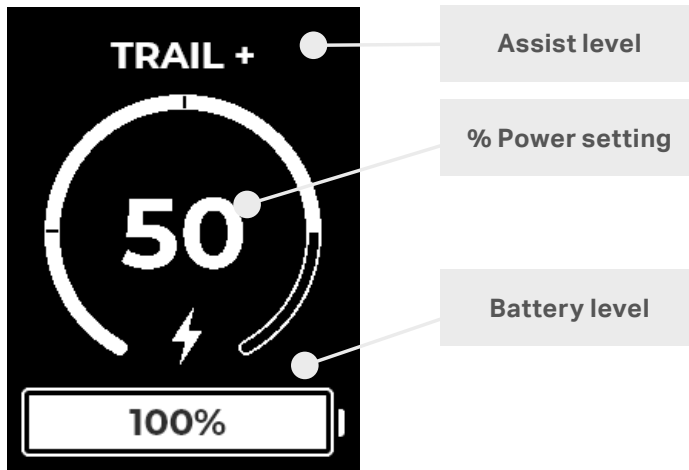 TRAIL +
Assist level
% Power setting
50
Battery level
100%